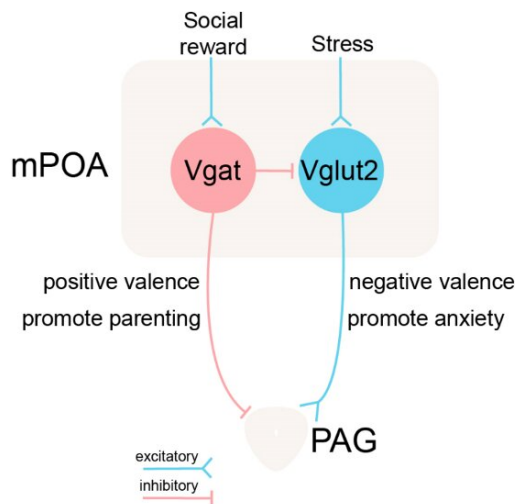 Social
reward
Stress
mPOA
Vgat
Vglut2
positive valence
promote parenting
negative valence
promote anxiety
PAG
excitatory
inhibitory